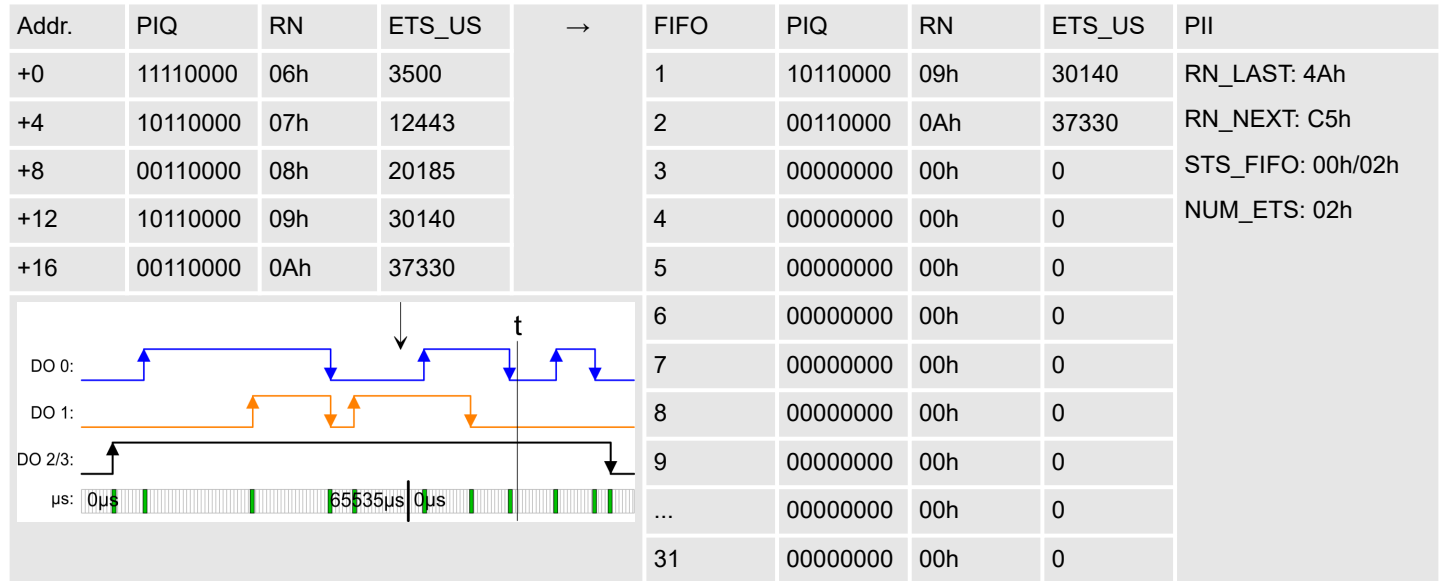 Addr. PIQ RN ETS_US → FIFO PIQ RN ETS_US PII
+0 11110000 06h 3500 1 10110000 09h 30140 RN_LAST: 4Ah
+4 10110000 07h 12443 2 00110000 0Ah 37330 RN_NEXT: C5h
+8 00110000 08h 20185 3 00000000 00h 0 STS_FIFO: 00h/02h
+12 10110000 09h 30140 4 00000000 00h 0 NUM_ETS: 02h
+16 00110000 0Ah 37330 5 00000000 00h 0
6 00000000 00h 0
7 00000000 00h 0
8 00000000 00h 0
9 00000000 00h 0
... 00000000 00h 0
31 00000000 00h 0
t
DO 0:
DO 1:
DO 2/3:
µs: 0µs 65535µs 0µs